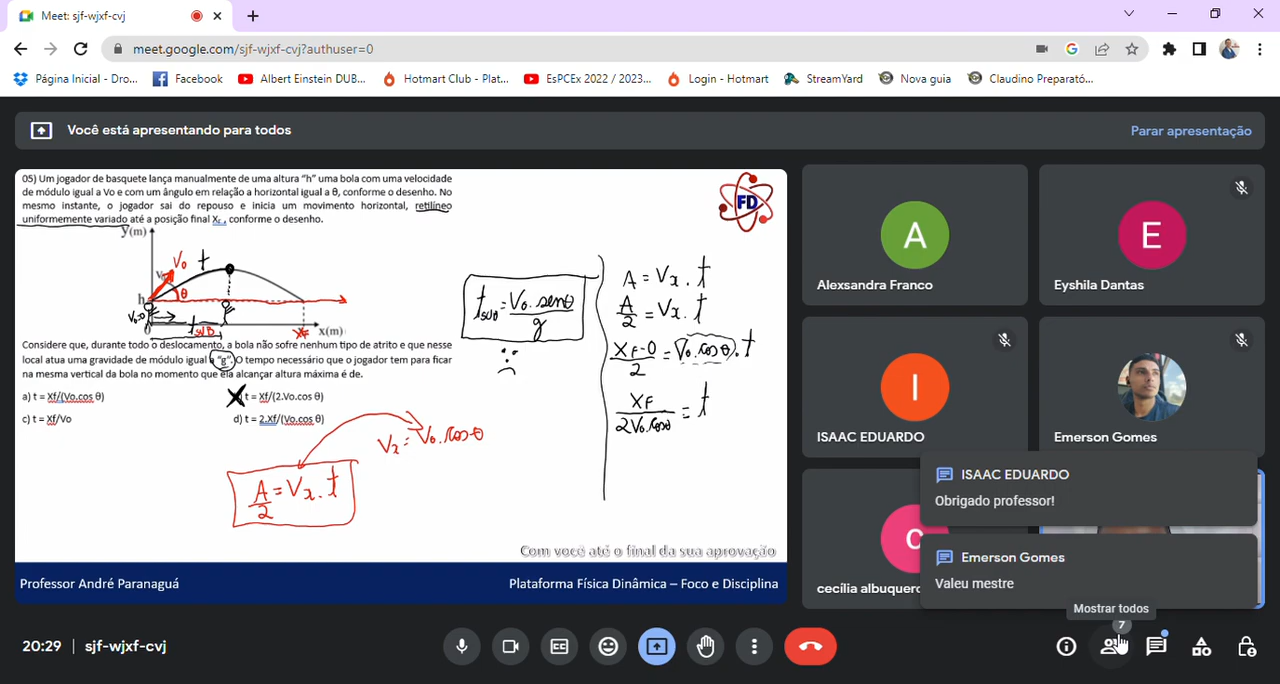 Meet: sjf-wjxf-cvj
meet.google.com/sjf-wjxf-cvj?authuser=0
Página Inicial - Dro... Facebook Albert Einstein DUB... Hotmart Club - Plat... EsPCEx 2022 / 2023... Login - Hotmart StreamYard Nova guia Claudino Preparató...
Você está apresentando para todos
Parar apresentação
05) Um jogador de basquete lança manualmente de uma altura "h" uma bola com uma velocidade
de módulo igual a Vo e com um ângulo em relação a horizontal igual a θ, conforme o desenho. No
mesmo instante, o jogador sai do repouso e inicia um movimento horizontal, retilíneo
uniformemente variado até a posição final XF , conforme o desenho.
FD
y(m)
V0
t
θ
h
V0=0
0
tsub
XF
x(m)
tsub = V0.senθ
g
A = Vx.t
A = Vx.t
2
XF-0 = V0.cosθ.t
2
XF = t
2V0.cosθ
Considere que, durante todo o deslocamento, a bola não sofre nenhum tipo de atrito e que nesse
local atua uma gravidade de módulo igual a "g". O tempo necessário que o jogador tem para ficar
na mesma vertical da bola no momento que ela alcançar altura máxima é de.
a) t = Xf/(Vo.cos θ)
t = Xf/(2.Vo.cos θ)
c) t = Xf/Vo
d) t = 2.Xf/(Vo.cos θ)
Vx = V0.cosθ
A = Vx.t
2
Com você até o final da sua aprovação
Professor André Paranaguá
Plataforma Física Dinâmica – Foco e Disciplina
A
Alexsandra Franco
E
Eyshila Dantas
I
ISAAC EDUARDO
Emerson Gomes
C
cecília albuquerq
ISAAC EDUARDO
Obrigado professor!
Emerson Gomes
Valeu mestre
Mostrar todos
7
20:29 sjf-wjxf-cvj